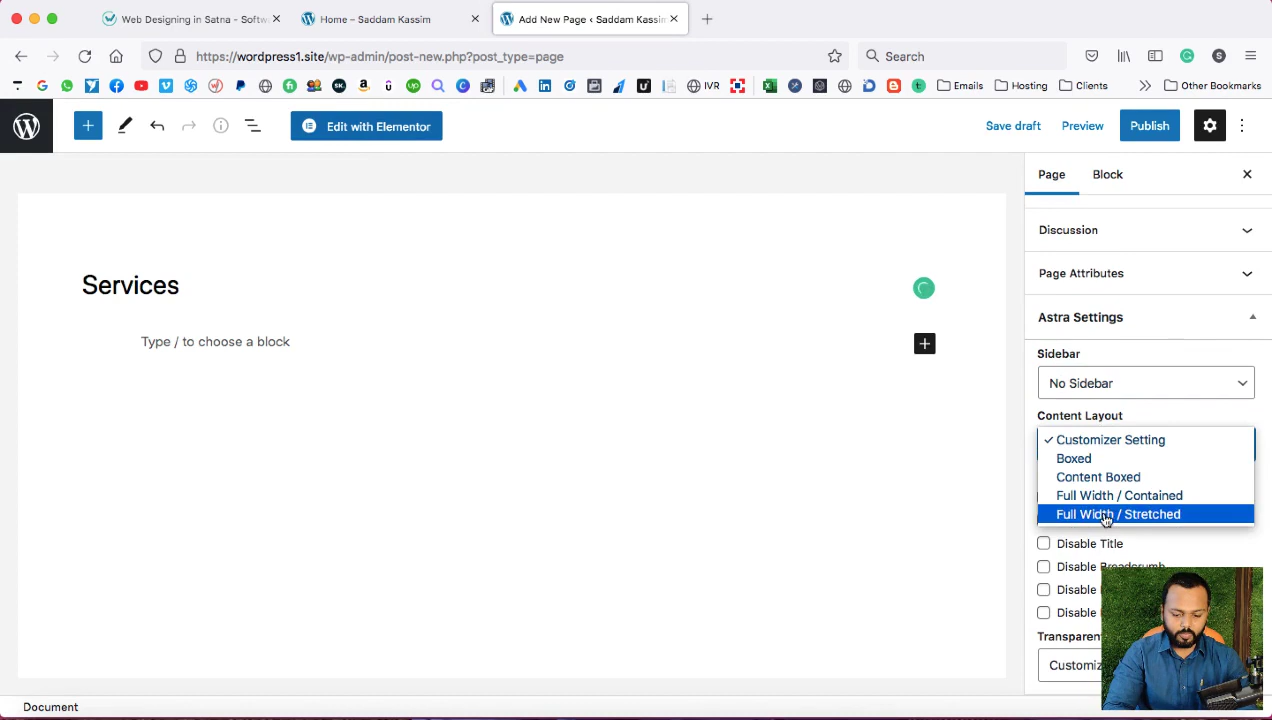 Web Designing in Satna - Softw
Home – Saddam Kassim
Add New Page ‹ Saddam Kassim
https://wordpress1.site/wp-admin/post-new.php?post_type=page
Search
IVR
Emails
Hosting
Clients
Other Bookmarks
Edit with Elementor
Save draft
Preview
Publish
Page
Block
Discussion
Services
Page Attributes
Astra Settings
Type / to choose a block
Sidebar
No Sidebar
Content Layout
Customizer Setting
Boxed
Content Boxed
Full Width / Contained
Full Width / Stretched
Disable Title
Disable Breadcrumb
Disable
Disable
Transparen
Customiz
Document